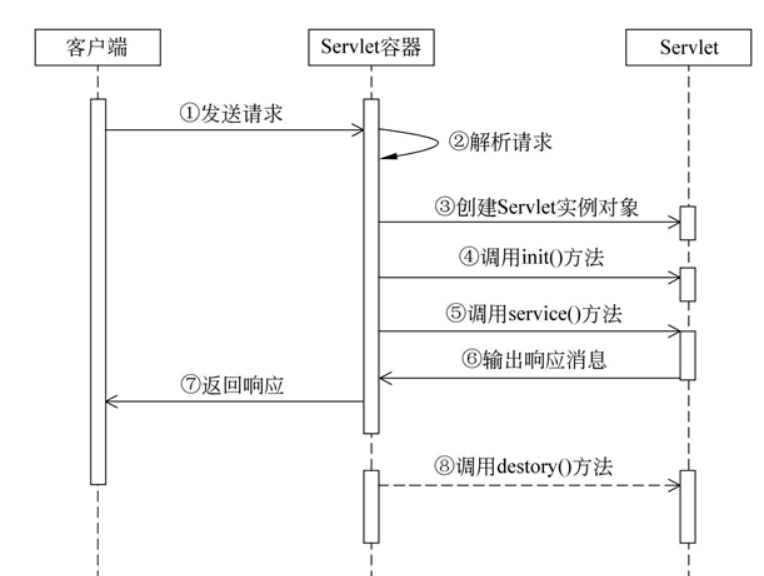 客户端
Servlet容器
Servlet
①发送请求
②解析请求
③创建Servlet实例对象
④调用init()方法
⑤调用service()方法
⑥输出响应消息
⑦返回响应
⑧调用destory()方法